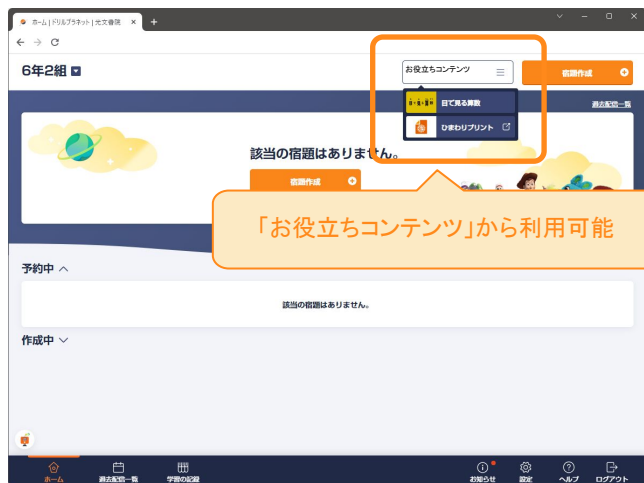 ホーム | ドリルプラネット | 光文書院
6年2組
お役立ちコンテンツ
宿題作成
目で見る算数
過去配信一覧
ひまわりプリント
該当の宿題はありません。
宿題作成
「お役立ちコンテンツ」から利用可能
予約中
該当の宿題はありません。
作成中
ホーム
過去配信一覧
学習の記録
お知らせ
設定
ヘルプ
ログアウト